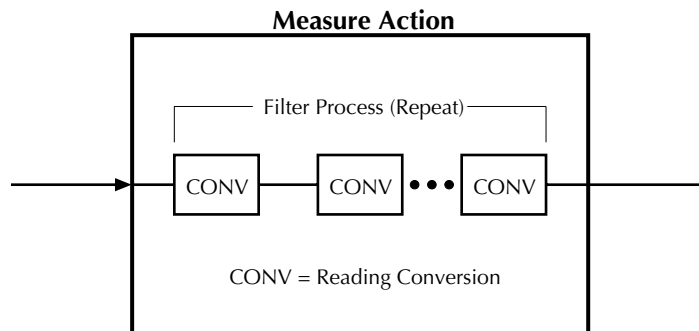 Measure Action
Filter Process (Repeat)
CONV CONV CONV
CONV = Reading Conversion